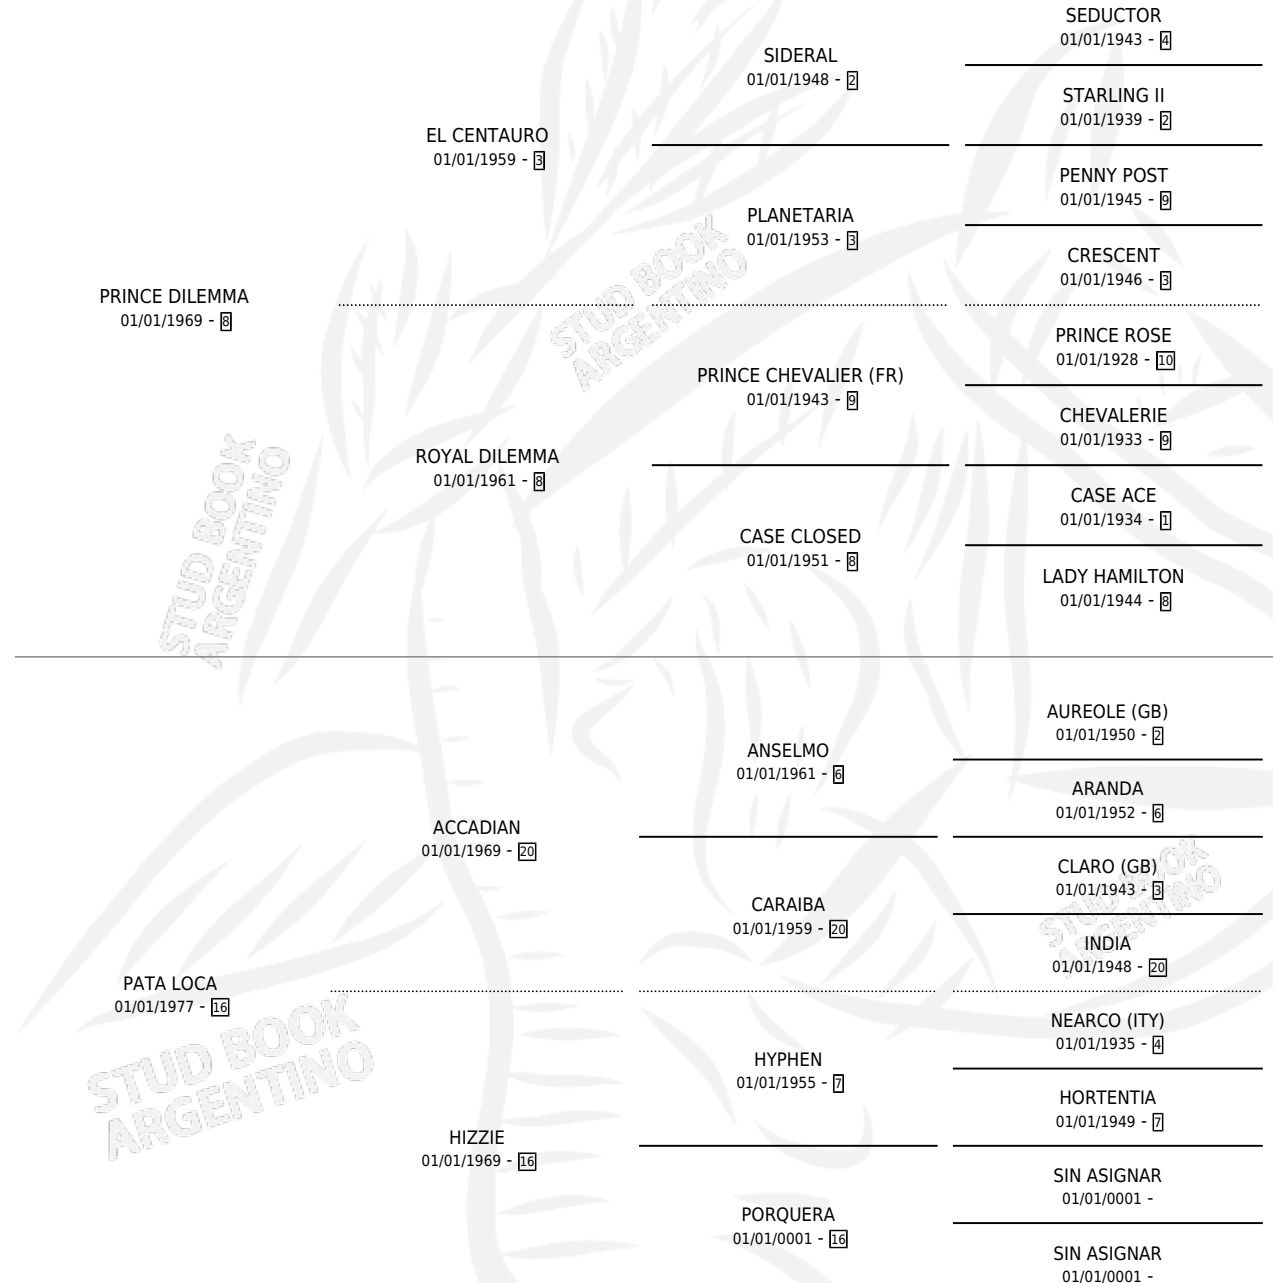 SEDUCTOR
01/01/1943 - 4
SIDERAL
01/01/1948 - 2
STARLING II
01/01/1939 - 2
EL CENTAURO
01/01/1959 - 3
PENNY POST
01/01/1945 - 9
PLANETARIA
01/01/1953 - 3
CRESCENT
01/01/1946 - 3
PRINCE DILEMMA
01/01/1969 - 8
PRINCE ROSE
01/01/1928 - 10
PRINCE CHEVALIER (FR)
01/01/1943 - 9
CHEVALERIE
01/01/1933 - 9
ROYAL DILEMMA
01/01/1961 - 8
CASE ACE
01/01/1934 - 1
CASE CLOSED
01/01/1951 - 8
LADY HAMILTON
01/01/1944 - 8
AUREOLE (GB)
01/01/1950 - 2
ANSELMO
01/01/1961 - 6
ARANDA
01/01/1952 - 6
ACCADIAN
01/01/1969 - 20
CLARO (GB)
01/01/1943 - 3
CARAIBA
01/01/1959 - 20
INDIA
01/01/1948 - 20
PATA LOCA
01/01/1977 - 16
NEARCO (ITY)
01/01/1935 - 4
HYPHEN
01/01/1955 - 7
HORTENTIA
01/01/1949 - 7
HIZZIE
01/01/1969 - 16
SIN ASIGNAR
01/01/0001 -
PORQUERA
01/01/0001 - 16
SIN ASIGNAR
01/01/0001 -
STUD BOOK
ARGENTINO
STUD BOOK
ARGENTINO
STUD BOOK
ARGENTINO
STUD BOOK
ARGENTINO